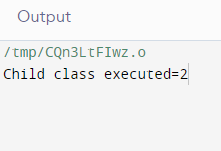 Output
/tmp/CQn3LtFIwz.o
Child class executed=2